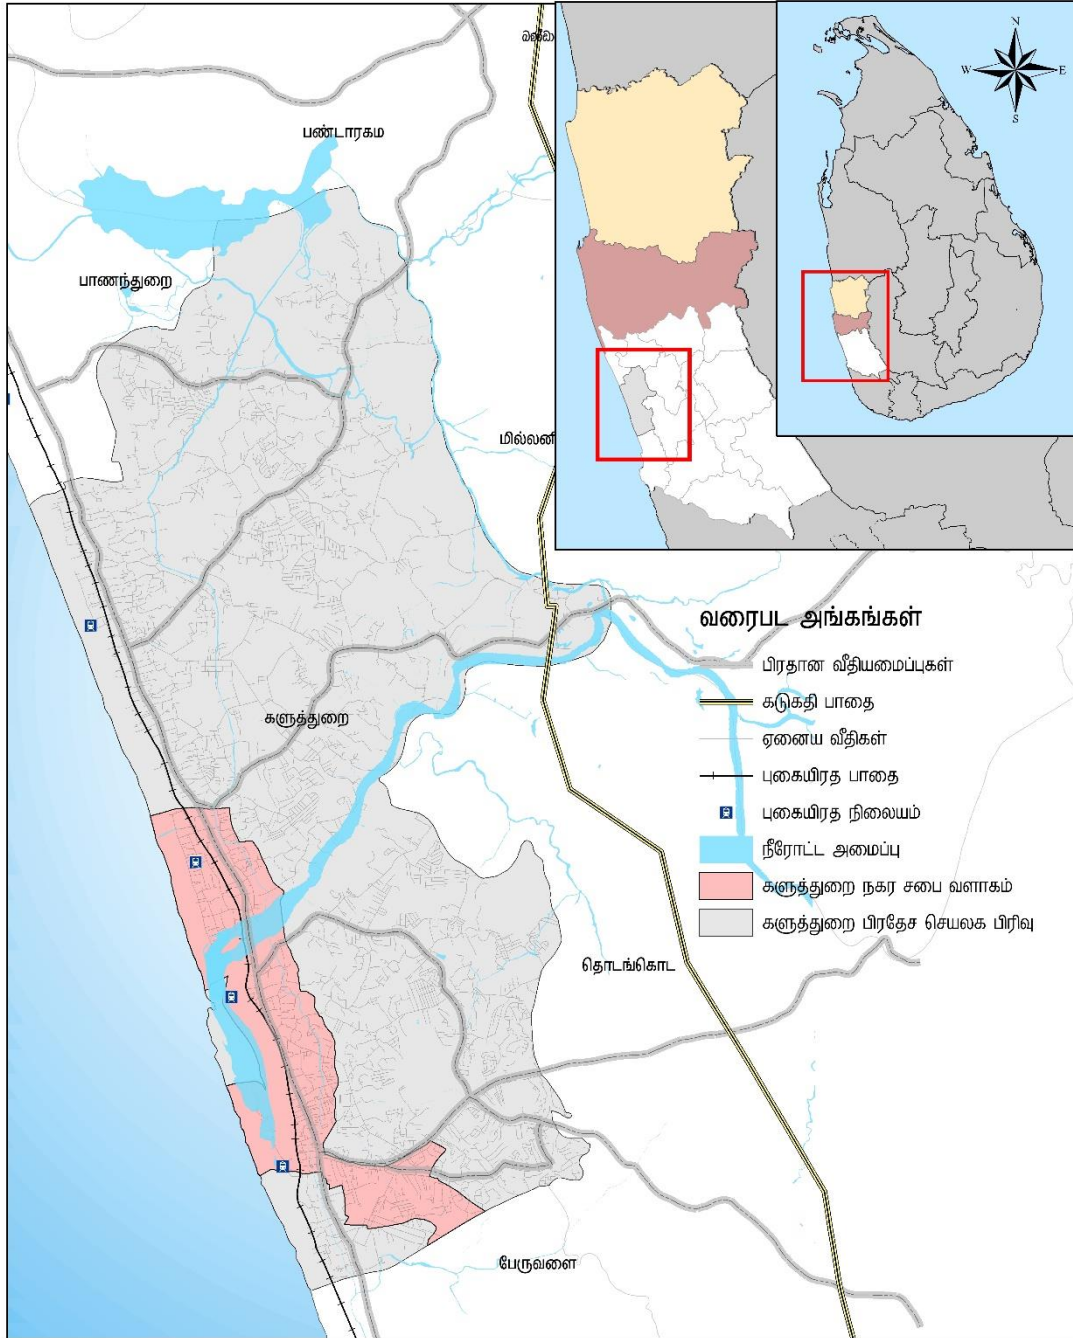 N
W E
S
பண்டாரகம
பாணந்துறை
களுத்துறை
தொடங்கொட
பேருவளை
வரைபட அங்கங்கள்
பிரதான வீதியமைப்புகள்
கடுகதி பாதை
ஏனைய வீதிகள்
புகையிரத பாதை
புகையிரத நிலையம்
நீரோட்ட அமைப்பு
களுத்துறை நகர சபை வளாகம்
களுத்துறை பிரதேச செயலக பிரிவு